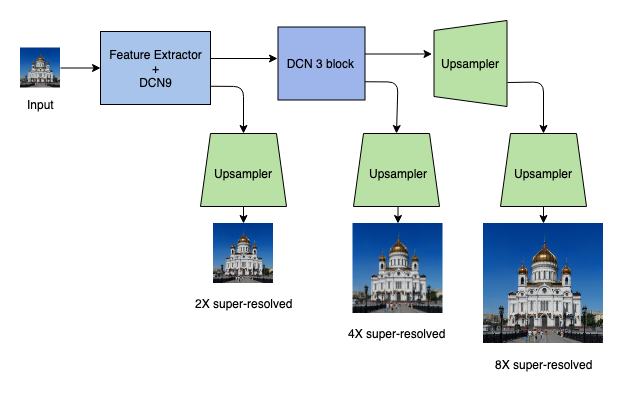 Feature Extractor
+
DCN9
DCN 3 block
Upsampler
Input
Upsampler
Upsampler
Upsampler
2X super-resolved
4X super-resolved
8X super-resolved